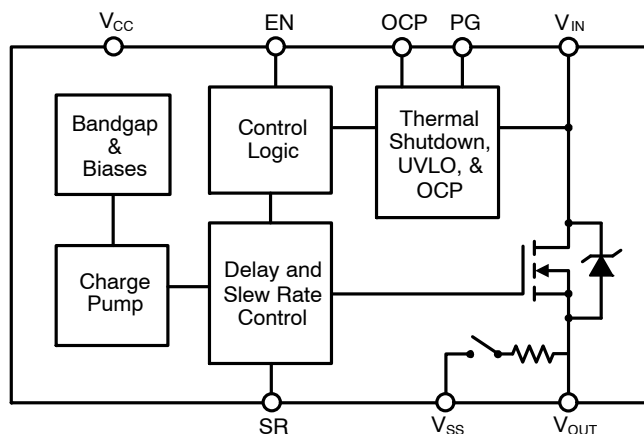 VCC
EN
OCP
PG
VIN
Bandgap
&
Biases
Control
Logic
Thermal
Shutdown,
UVLO, &
OCP
Charge
Pump
Delay and
Slew Rate
Control
SR
VSS
VOUT